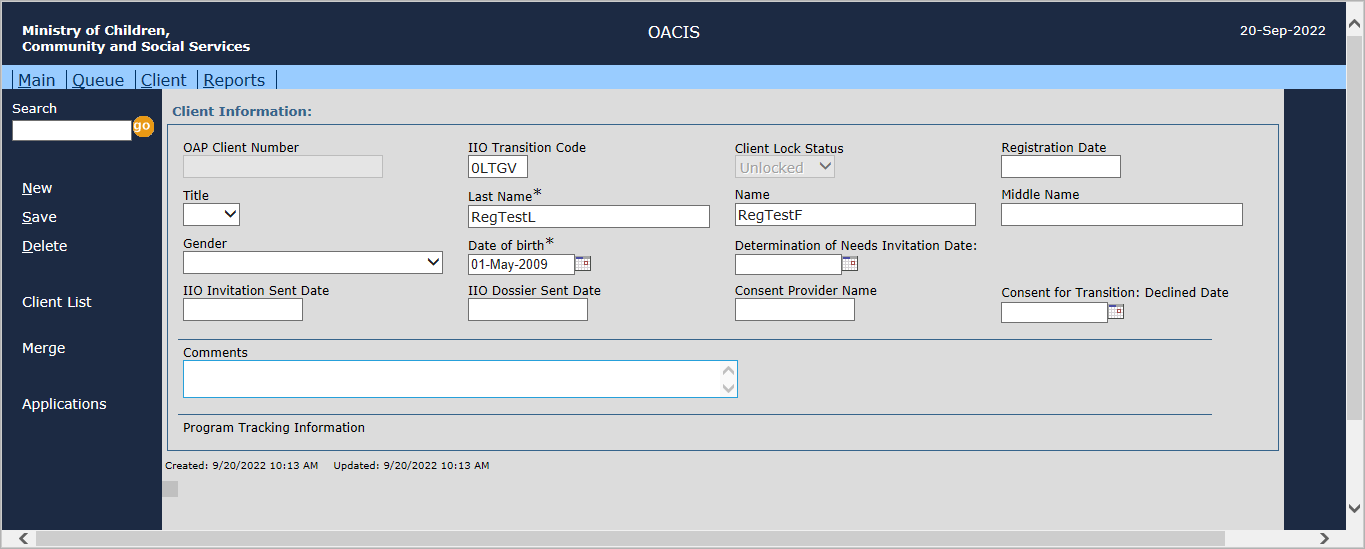 Ministry of Children,
Community and Social Services
OACIS
20-Sep-2022
Main Queue Client Reports
Search
go
New
Save
Delete
Client List
Merge
Applications
Client Information:
OAP Client Number IIO Transition Code Client Lock Status Registration Date
0LTGV Unlocked
Title Last Name* Name Middle Name
RegTestL RegTestF
Gender Date of birth* Determination of Needs Invitation Date:
01-May-2009
IIO Invitation Sent Date IIO Dossier Sent Date Consent Provider Name Consent for Transition: Declined Date
Comments
Program Tracking Information
Created: 9/20/2022 10:13 AM Updated: 9/20/2022 10:13 AM